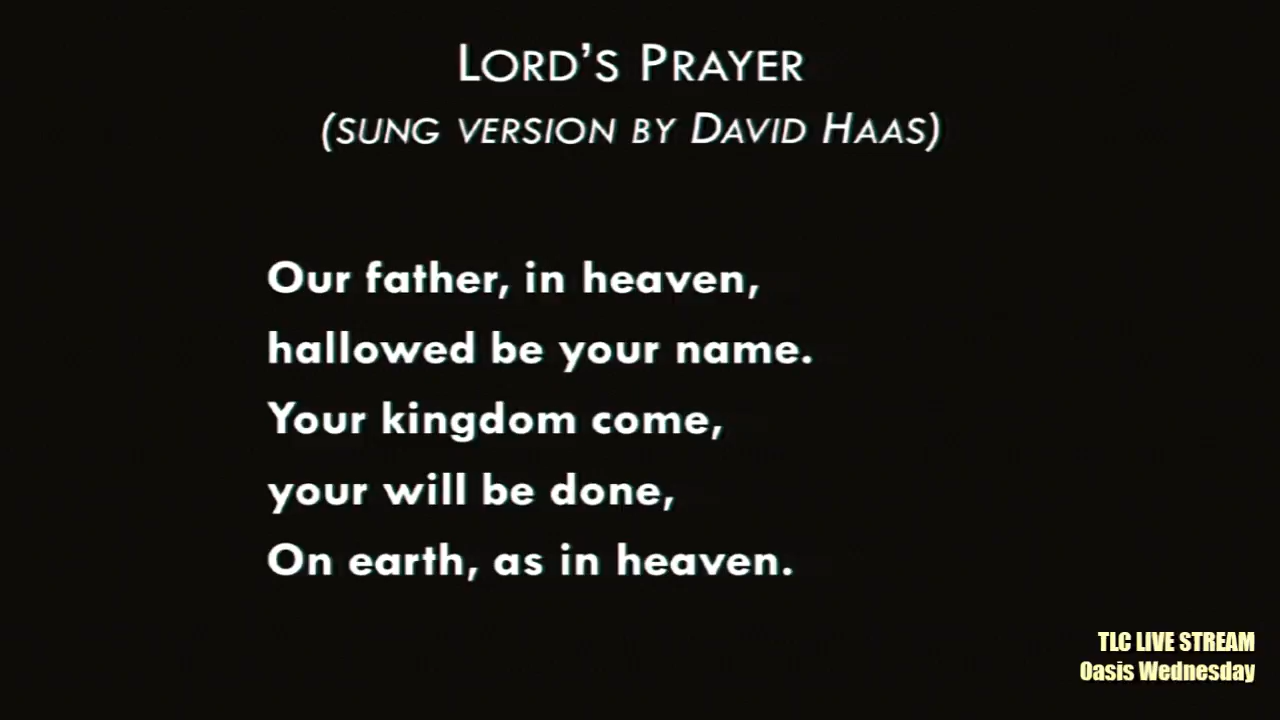 LORD'S PRAYER
(SUNG VERSION BY DAVID HAAS)
Our father, in heaven,
hallowed be your name.
Your kingdom come,
your will be done,
On earth, as in heaven.
TLC LIVE STREAM
Oasis Wednesday